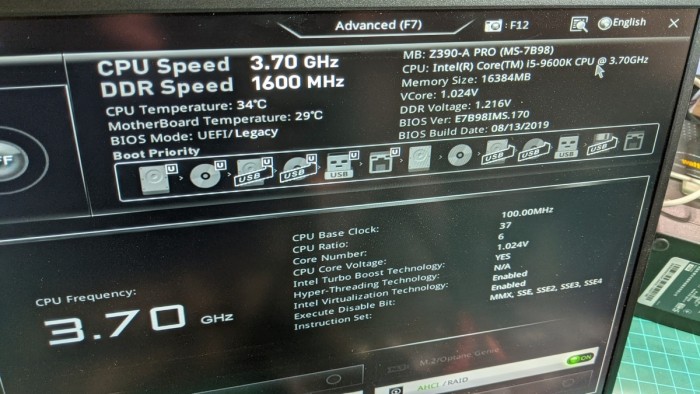 Advanced (F7)
: F12
English
X
CPU Speed 3.70 GHz
DDR Speed 1600 MHz
CPU Temperature: 34°C
MotherBoard Temperature: 29°C
BIOS Mode: UEFI/Legacy
Boot Priority
MB: Z390-A PRO (MS-7B98)
CPU: Intel(R) Core(TM) i5-9600K CPU @ 3.70GHz
Memory Size: 16384MB
VCore: 1.024V
DDR Voltage: 1.216V
BIOS Ver: E7B98IMS.170
BIOS Build Date: 08/13/2019
U U U U U U
USB USB USB USB USB USB
CPU Base Clock: 100.00MHz
CPU Ratio: 37
Core Number: 6
CPU Core Voltage: 1.024V
Intel Turbo Boost Technology: YES
Hyper-Threading Technology: N/A
Intel Virtualization Technology: Enabled
Execute Disable Bit: Enabled
Instruction Set: MMX, SSE, SSE2, SSE3, SSE4
CPU Frequency:
3.70 GHz
M.2/Optane Genie
ON
AHCI / RAID